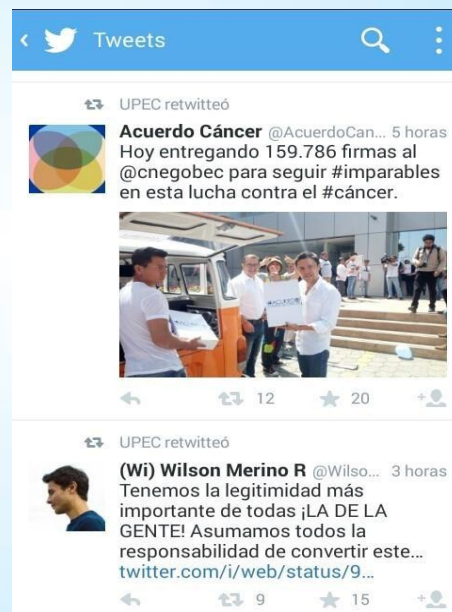 Tweets
UPEC retwitteó
Acuerdo Cáncer @AcuerdoCan... 5 horas
Hoy entregando 159.786 firmas al
@cnegobec para seguir #imparables
en esta lucha contra el #cáncer.
#ACUERDO
12 20
UPEC retwitteó
(Wi) Wilson Merino R @Wilso... 3 horas
Tenemos la legitimidad más
importante de todas ¡LA DE LA
GENTE! Asumamos todos la
responsabilidad de convertir este...
twitter.com/i/web/status/9...
9 15